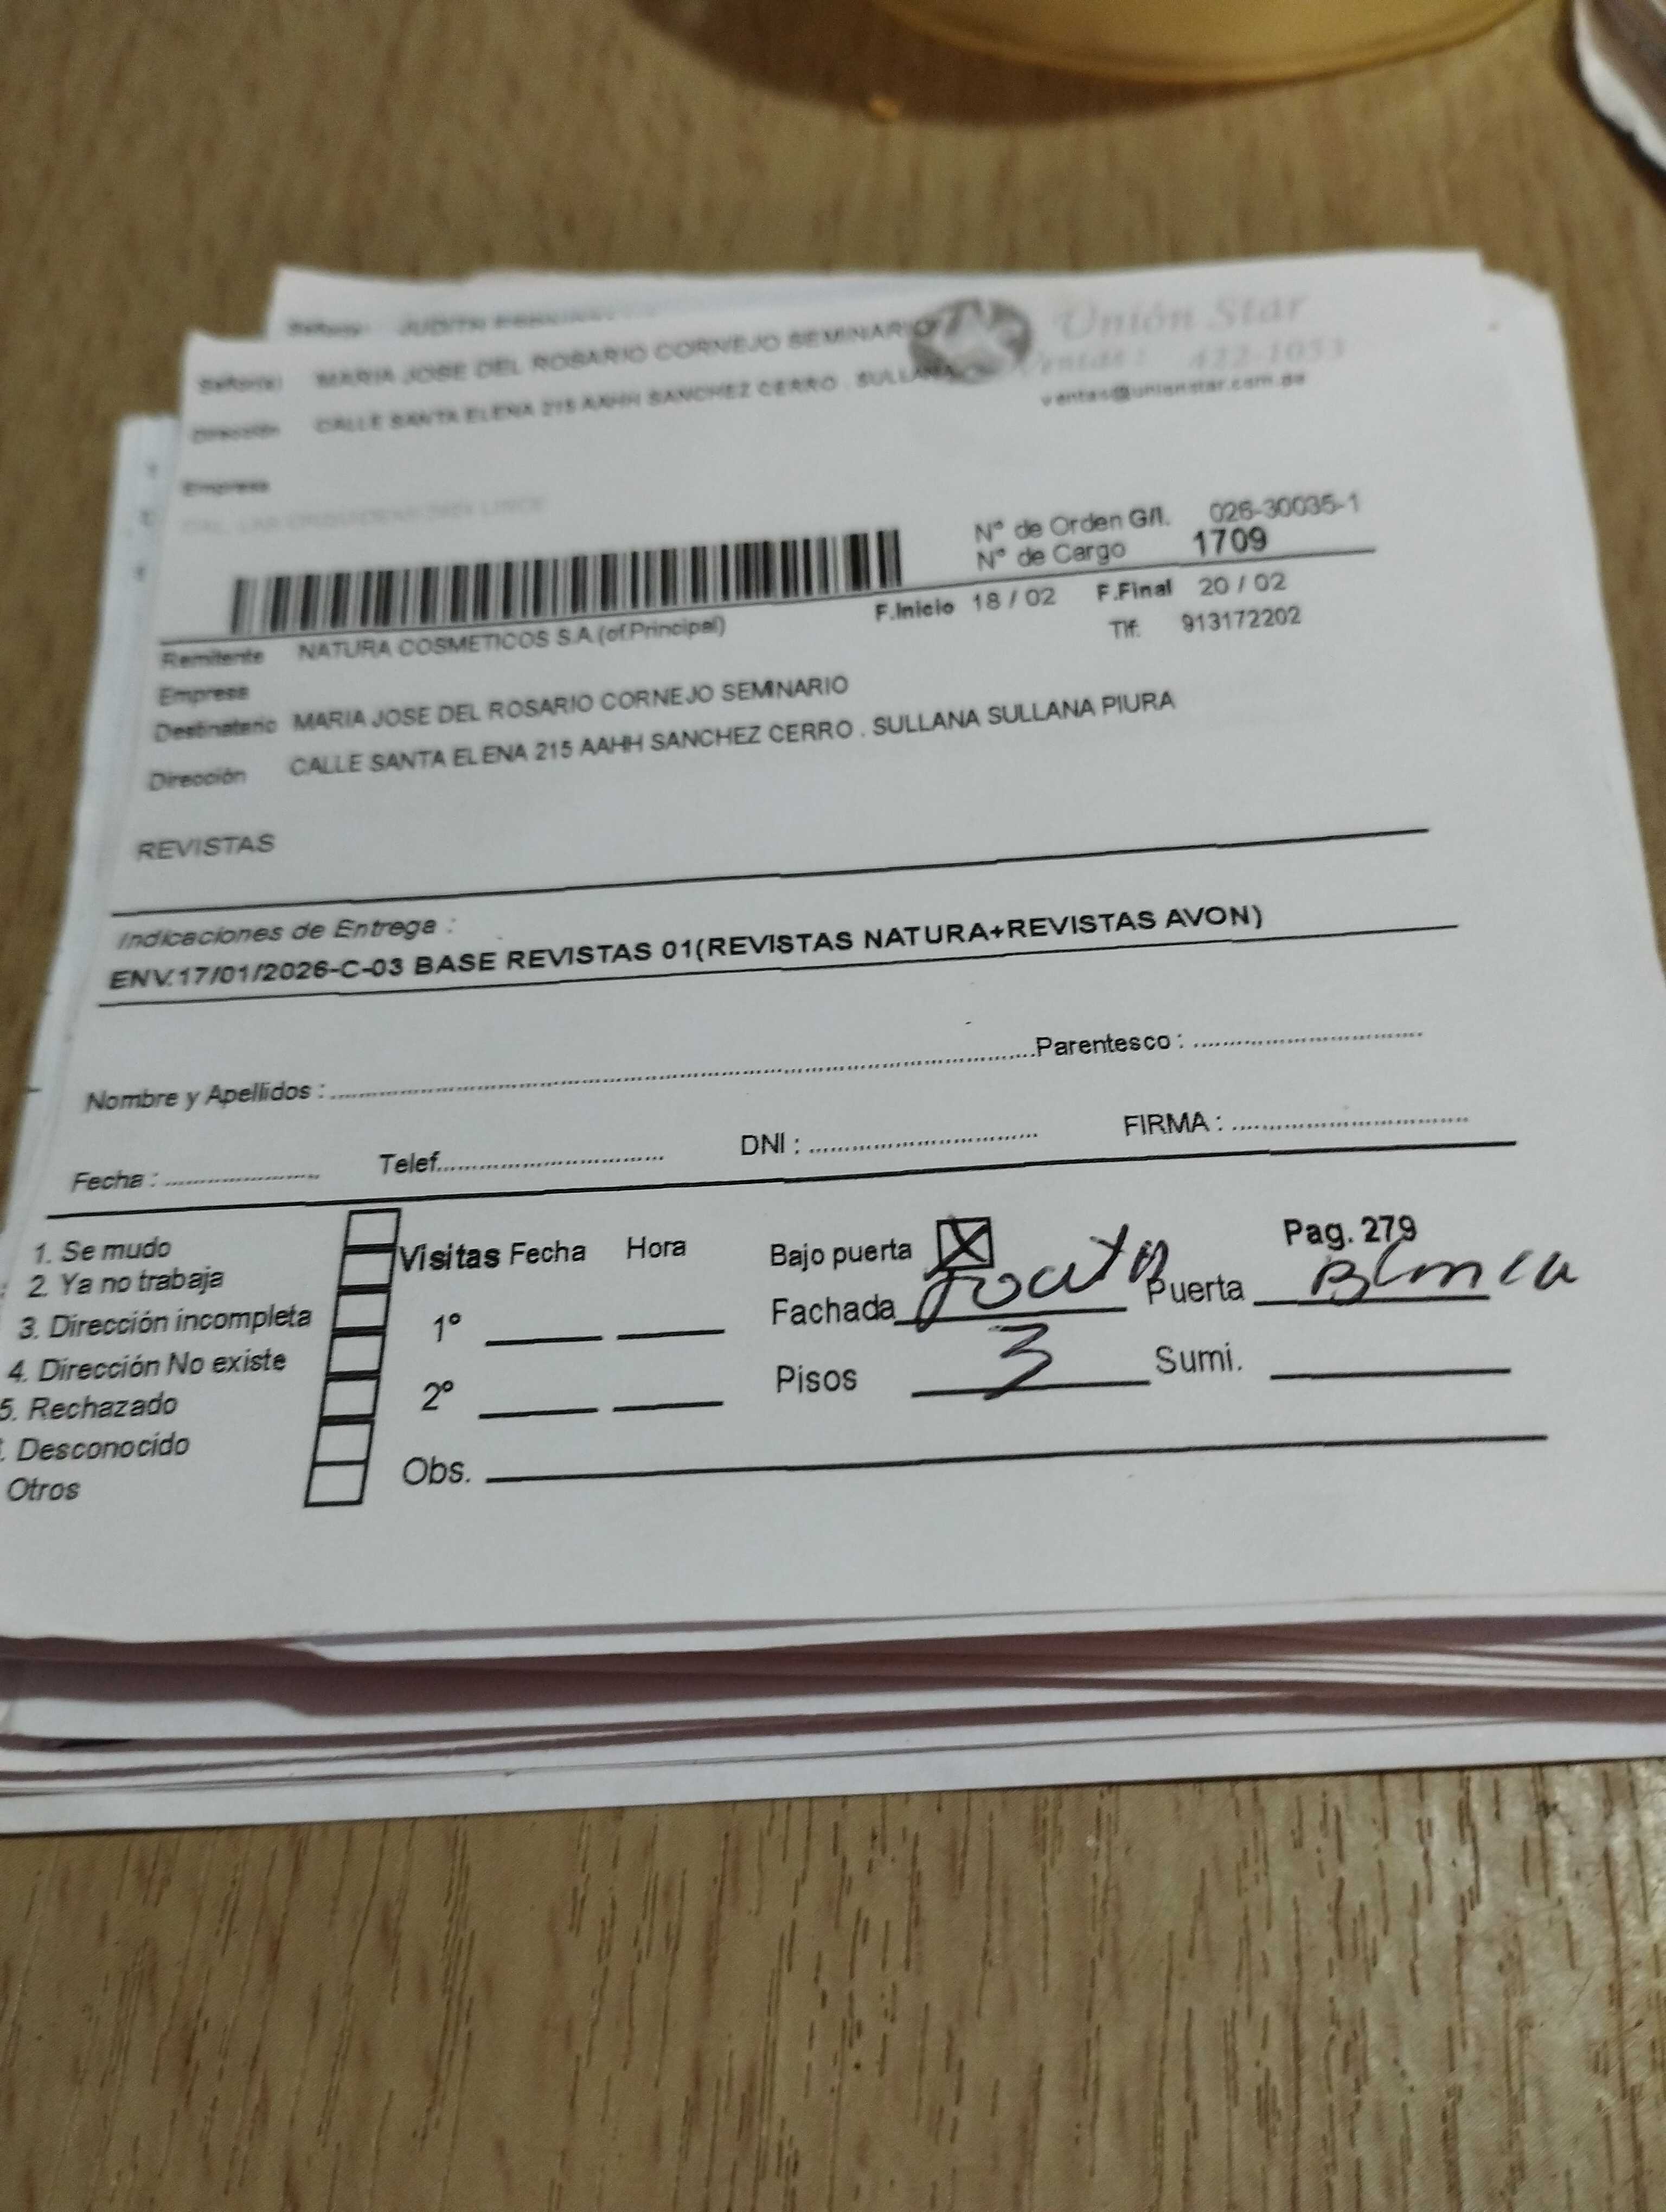 Señor(a) JUDITH
Unión Star
Señor(a) MARIA JOSE DEL ROSARIO CORNEJO SEMINARIO
Ventas: 422-1053
Dirección CALLE SANTA ELENA 215 AAHH SANCHEZ CERRO . SULLANA
ventas@unionstar.com.pe
Empresa
N° de Orden G/I. 026-30035-1
N° de Cargo 1709
F.Inicio 18 / 02 F.Final 20 / 02
Remitente NATURA COSMETICOS S.A (of.Principal) Tlf: 913172202
Empresa
Destinatario MARIA JOSE DEL ROSARIO CORNEJO SEMINARIO
Dirección CALLE SANTA ELENA 215 AAHH SANCHEZ CERRO . SULLANA SULLANA PIURA
REVISTAS
Indicaciones de Entrega :
ENV.17/01/2026-C-03 BASE REVISTAS 01(REVISTAS NATURA+REVISTAS AVON)
Nombre y Apellidos : Parentesco :
Fecha : Telef. DNI : FIRMA :
1. Se mudo
2. Ya no trabaja
3. Dirección incompleta
4. Dirección No existe
5. Rechazado
. Desconocido
Otros
Visitas Fecha Hora
1°
2°
Obs.
Bajo puerta X Pag. 279
Fachada Puerta Blanca
Pisos 3 Sumi.